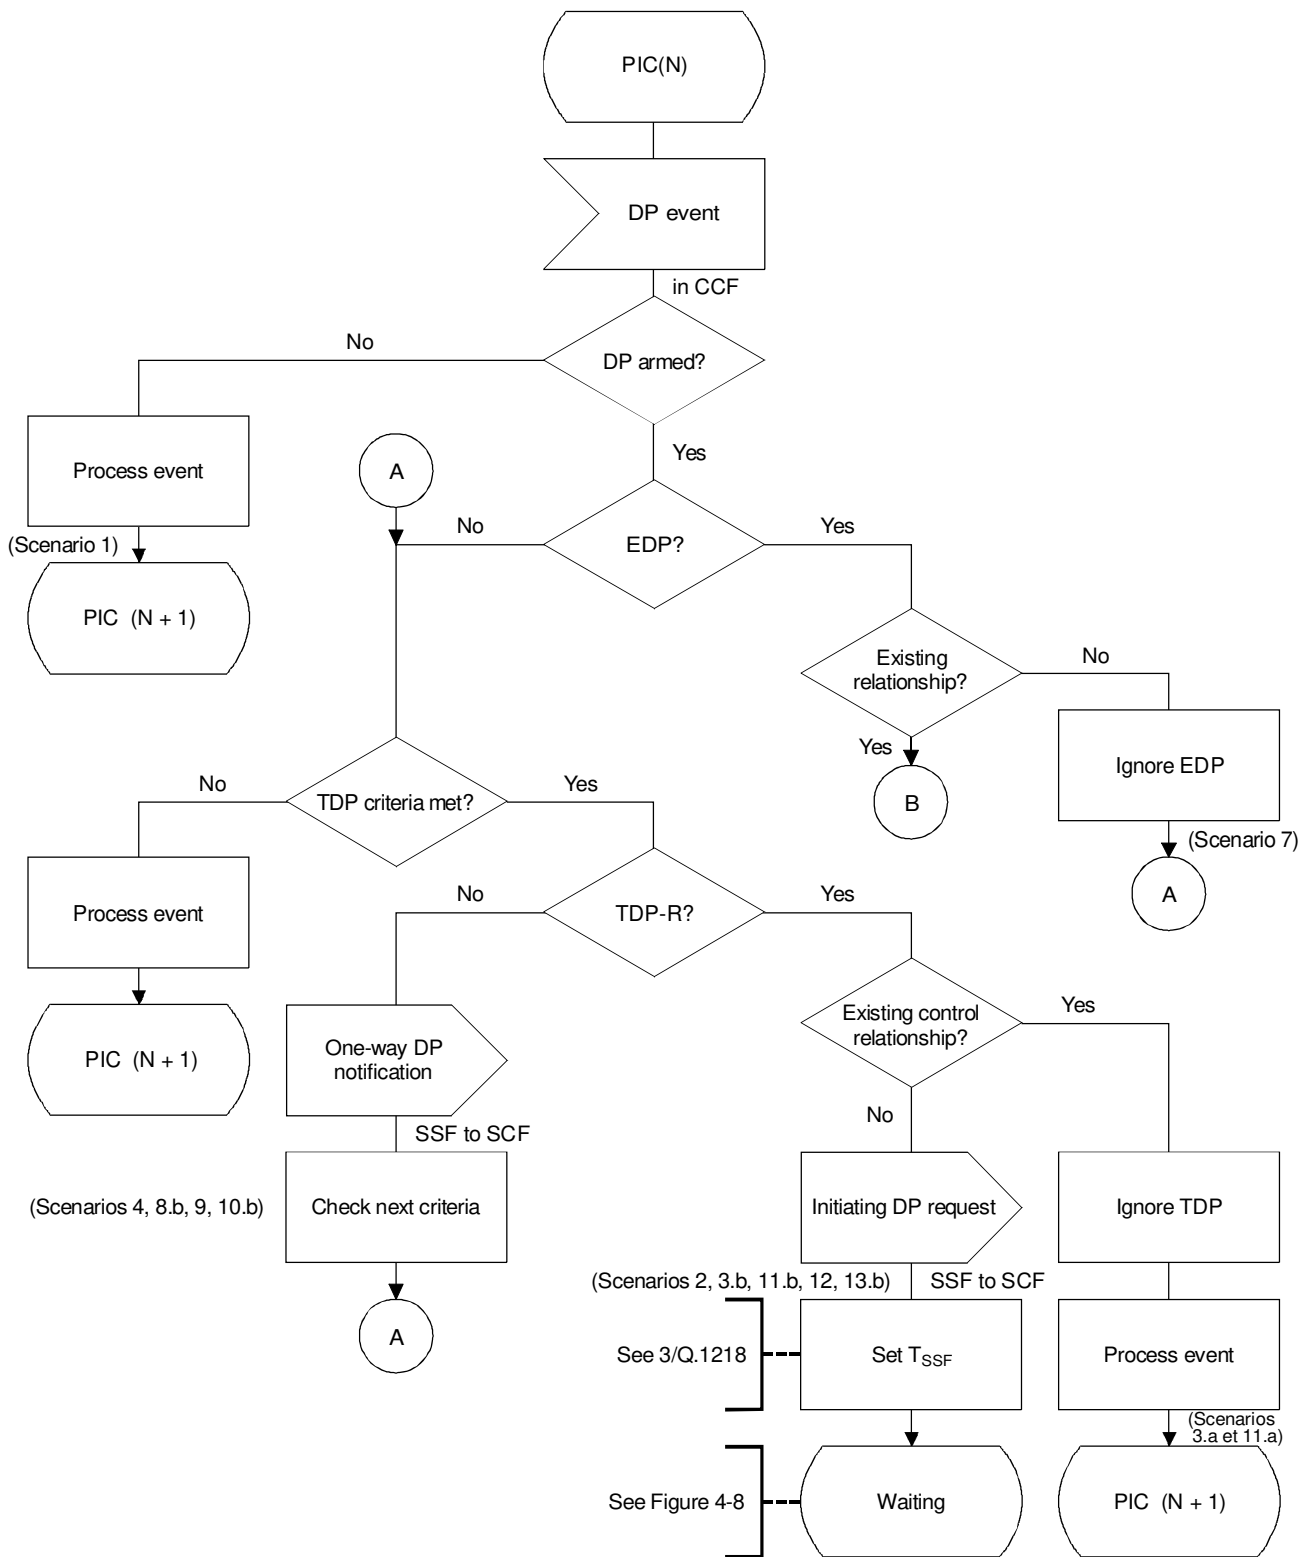 PIC(N)
DP event
in CCF
No
DP armed?
Process event
A
Yes
(Scenario 1)
No
EDP?
Yes
PIC (N + 1)
Existing
relationship?
No
Yes
B
Ignore EDP
(Scenario 7)
A
No
TDP criteria met?
Yes
Process event
No
TDP-R?
Yes
PIC (N + 1)
One-way DP
notification
Existing control
relationship?
Yes
No
SSF to SCF
(Scenarios 4, 8.b, 9, 10.b)
Check next criteria
Initiating DP request
Ignore TDP
A
(Scenarios 2, 3.b, 11.b, 12, 13.b)
SSF to SCF
See 3/Q.1218
Set TSSF
Process event
(Scenarios
3.a et 11.a)
See Figure 4-8
Waiting
PIC (N + 1)